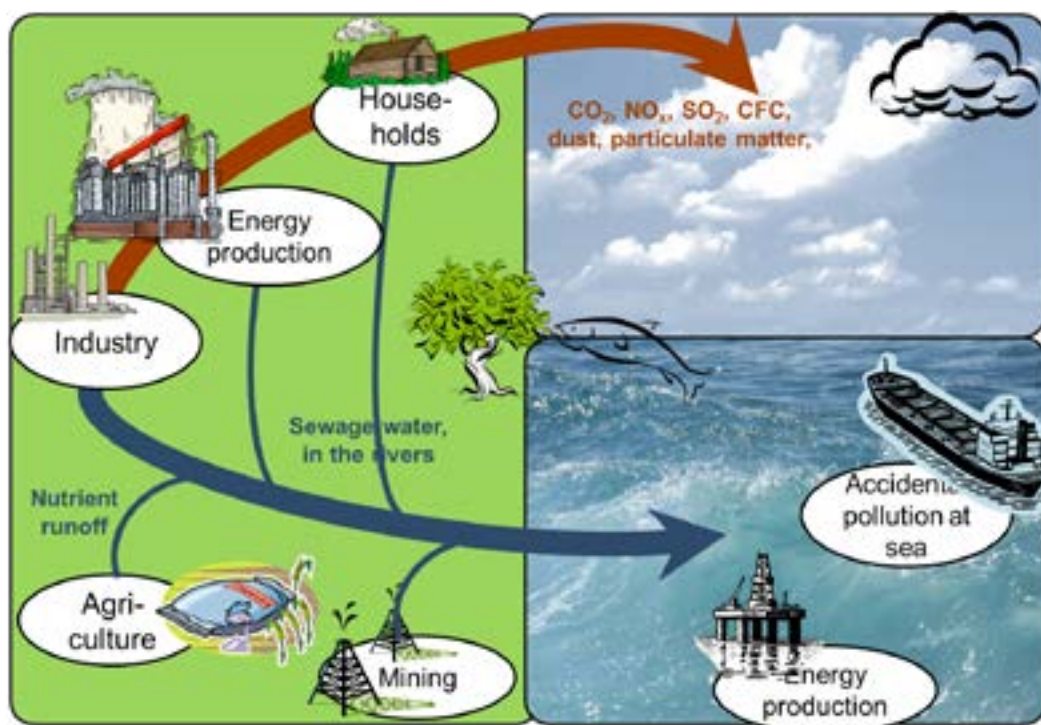 House-
holds
CO₂, NOₓ, SO₂, CFC,
dust, particulate matter,
Energy
production
Industry
Sewage water,
in the rivers
Nutrient
runoff
Agri-
culture
Mining
pollution at
sea
Energy
production